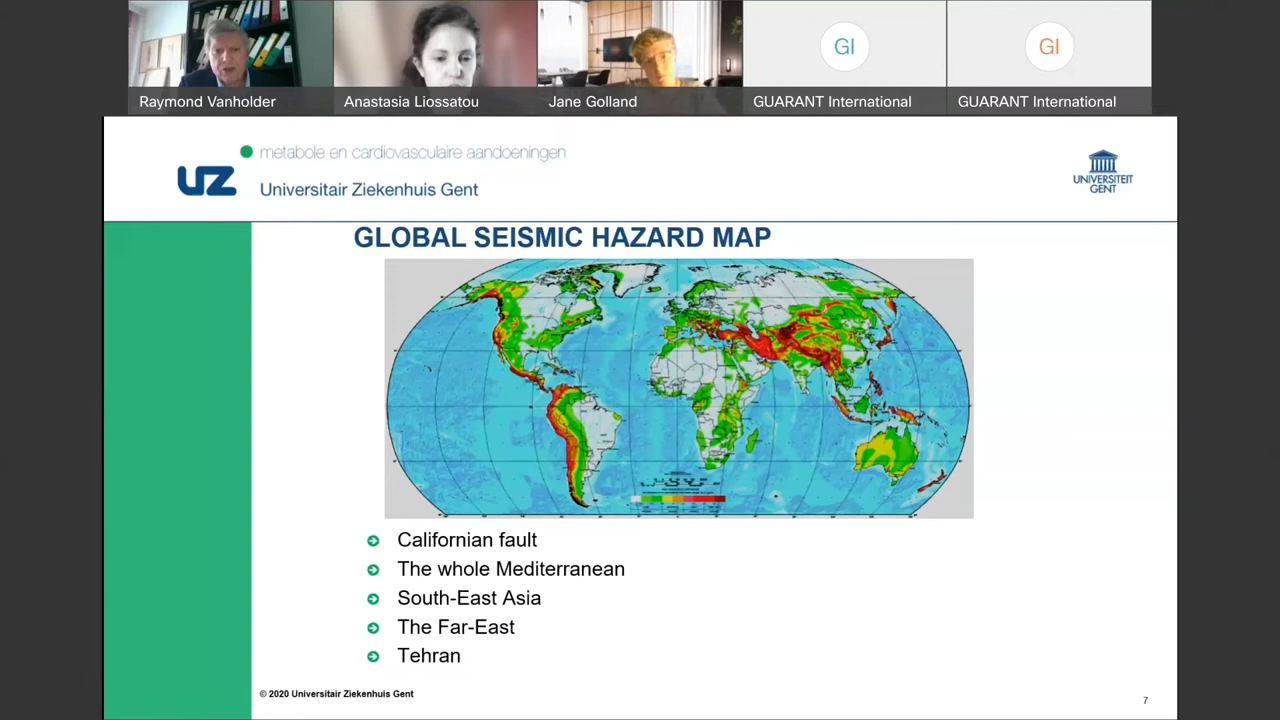 GI
GI
Raymond Vanholder
Anastasia Liossatou
Jane Golland
GUARANT International
GUARANT International
metabole en cardiovasculaire aandoeningen
UZ
Universitair Ziekenhuis Gent
UNIVERSITEIT
GENT
GLOBAL SEISMIC HAZARD MAP
Californian fault
The whole Mediterranean
South-East Asia
The Far-East
Tehran
© 2020 Universitair Ziekenhuis Gent
7